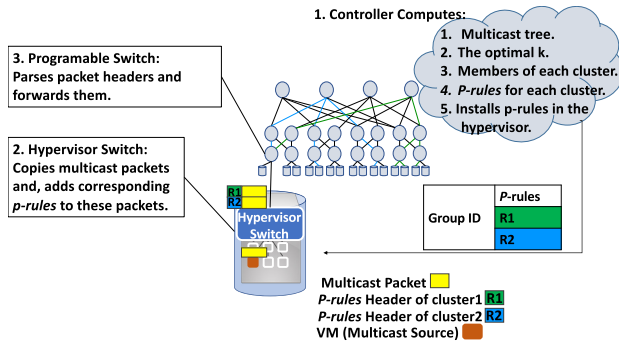 1. Controller Computes:
1. Multicast tree.
2. The optimal k.
3. Members of each cluster.
4. P-rules for each cluster.
5. Installs p-rules in the
hypervisor.
3. Programable Switch:
Parses packet headers and
forwards them.
2. Hypervisor Switch:
Copies multicast packets
and, adds corresponding
p-rules to these packets.
R1
R2
Hypervisor
Switch
P-rules
Group ID
R1
R2
Multicast Packet
P-rules Header of cluster1 R1
P-rules Header of cluster2 R2
VM (Multicast Source)